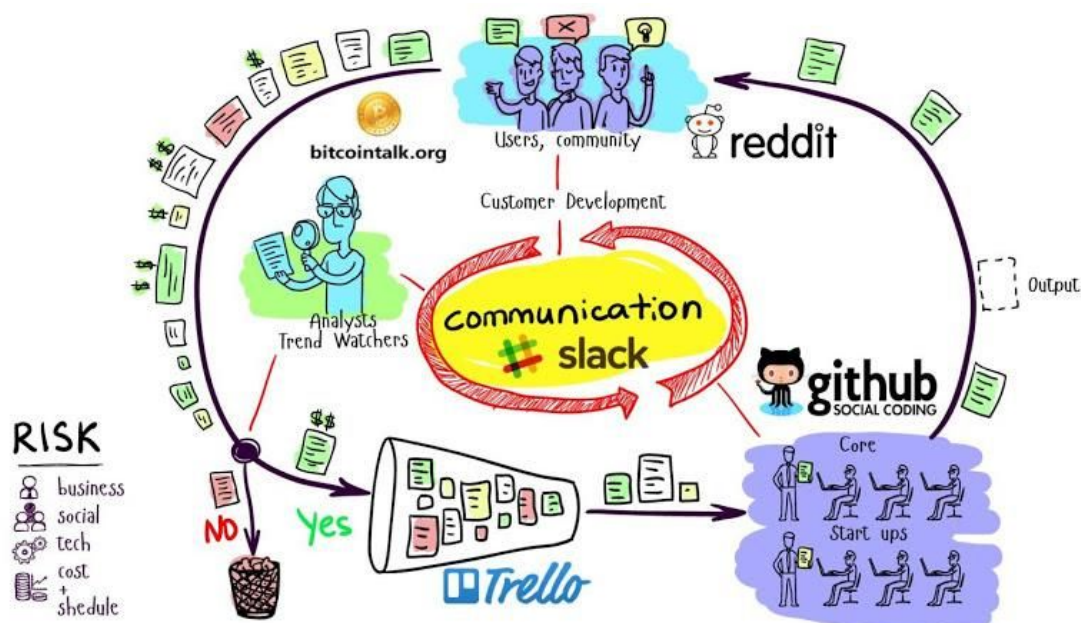 $
$$
$
$
$
bitcointalk.org
Users, community
reddit
Customer Development
Analysts
Trend Watchers
communication
slack
Output
github
SOCIAL CODING
RISK
business
social
tech
cost
+
shedule
$$
NO
Yes
Trello
Core
Start ups